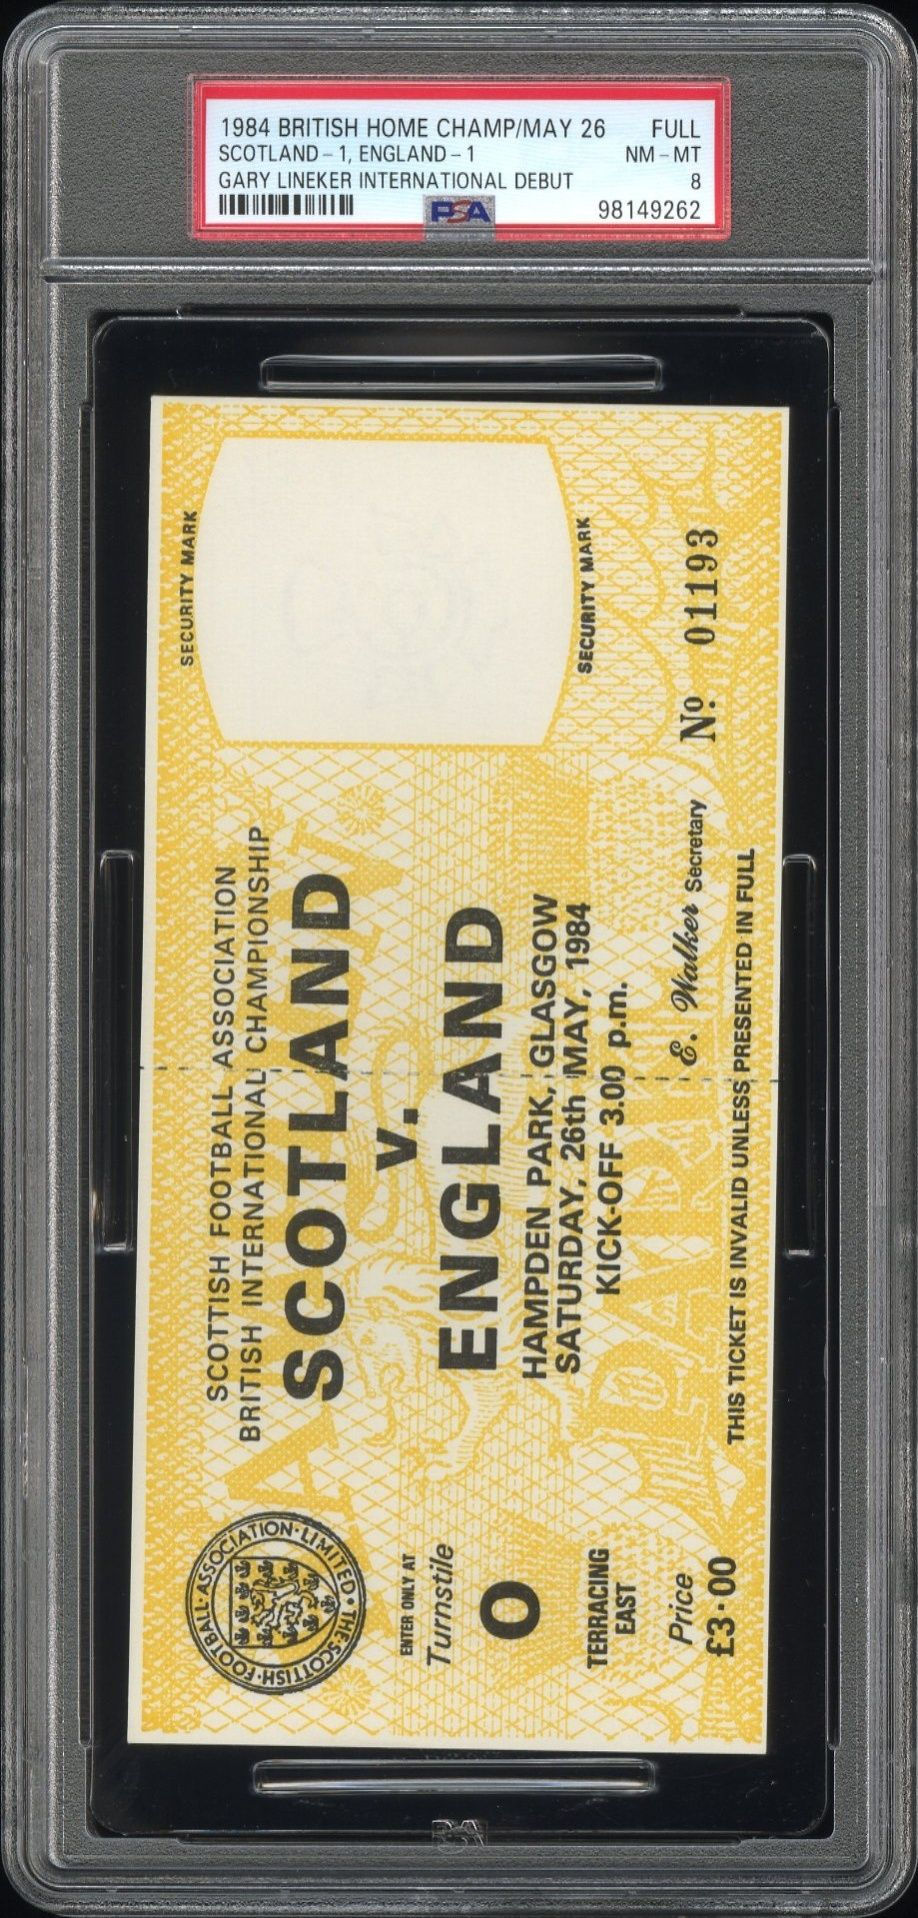 1984 BRITISH HOME CHAMP/MAY 26 FULL
SCOTLAND-1, ENGLAND-1 NM-MT
GARY LINEKER INTERNATIONAL DEBUT 8
PSA 98149262
SECURITY MARK
SECURITY MARK
Nº 01193
SCOTTISH FOOTBALL ASSOCIATION
BRITISH INTERNATIONAL CHAMPIONSHIP
SCOTLAND
v.
ENGLAND
HAMPDEN PARK, GLASGOW
SATURDAY, 26th MAY, 1984
KICK-OFF 3.00 p.m.
E. Walker Secretary
THIS TICKET IS INVALID UNLESS PRESENTED IN FULL
THE·SCOTTISH·FOOTBALL·ASSOCIATION·LIMITED·
ENTER ONLY AT
Turnstile
O
TERRACING
EAST
Price
£3·00
PSA